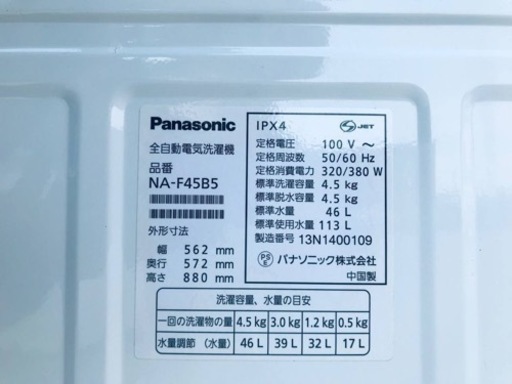 Panasonic
全自動電気洗濯機
品番
NA-F45B5
外形寸法
幅 562 mm
奥行 572 mm
高さ 880 mm
IPX4
S JET
定格電圧 100 V ～
定格周波数 50/60 Hz
定格消費電力 320/380 W
標準洗濯容量 4.5 kg
標準脱水容量 4.5 kg
標準水量 46 L
標準使用水量 113 L
製造番号 13N1400109
PS E パナソニック株式会社
中国製
洗濯容量、水量の目安
一回の洗濯物の量 4.5 kg 3.0 kg 1.2 kg 0.5 kg
水量調節 (水量) 46 L 39 L 32 L 17 L